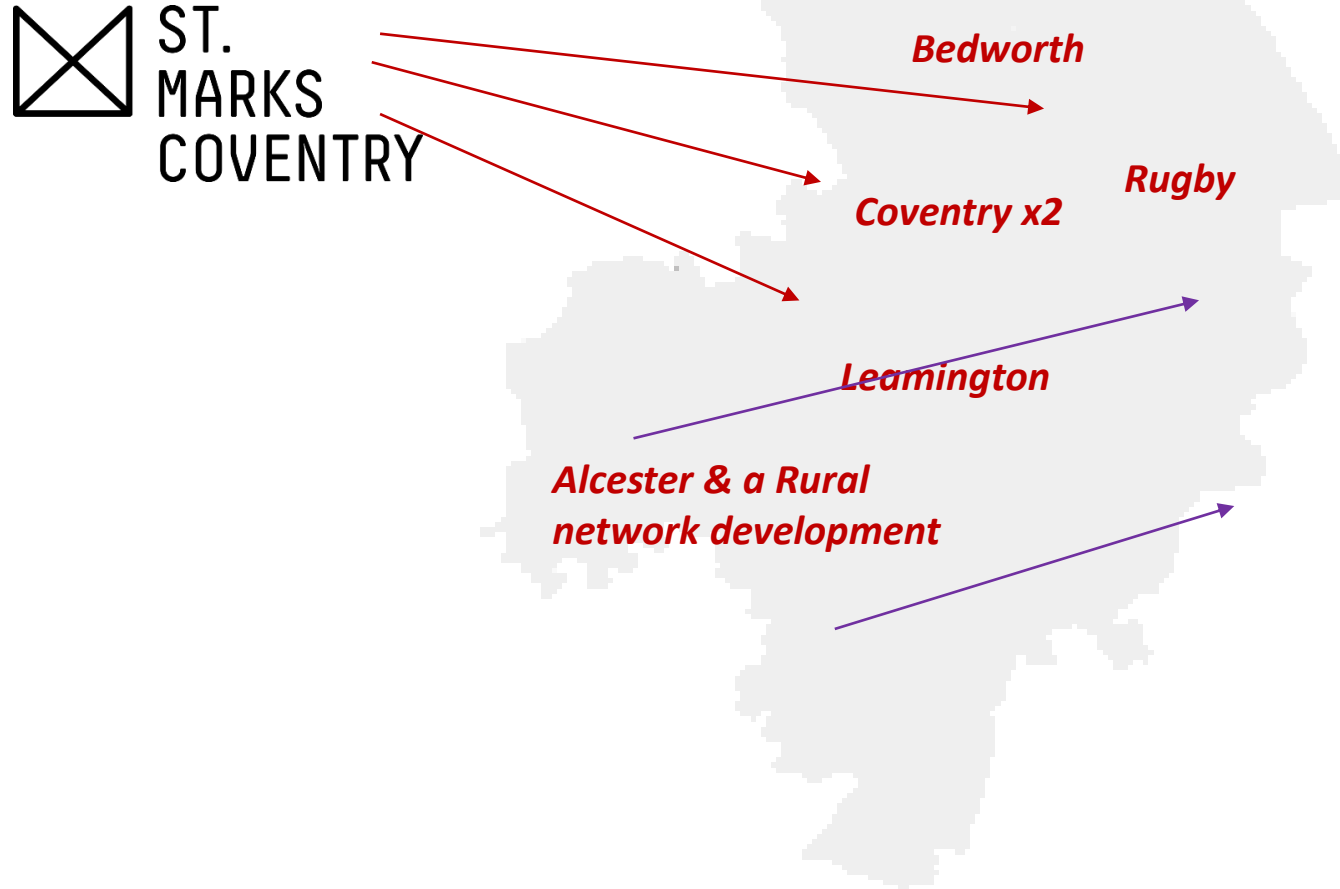 ST.
MARKS
COVENTRY
Bedworth
Rugby
Coventry x2
Leamington
Alcester & a Rural
network development